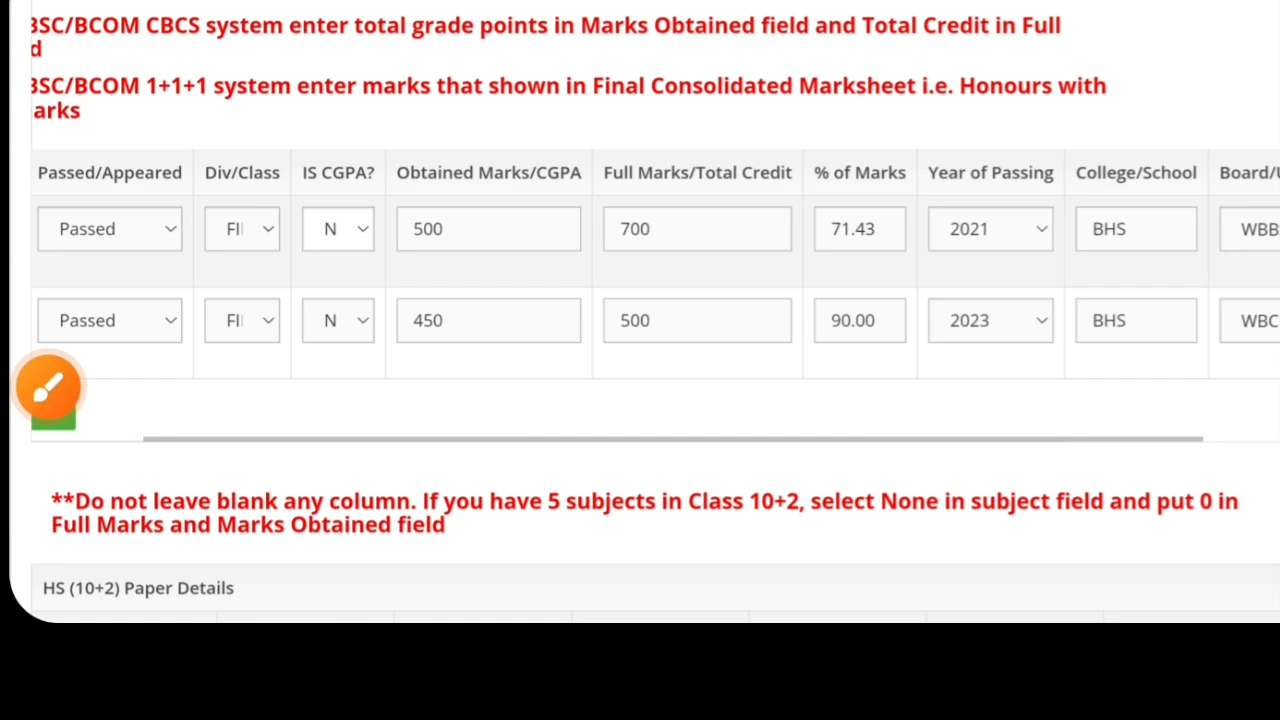 BSC/BCOM CBCS system enter total grade points in Marks Obtained field and Total Credit in Full
d
BSC/BCOM 1+1+1 system enter marks that shown in Final Consolidated Marksheet i.e. Honours with
arks
Passed/Appeared Div/Class IS CGPA? Obtained Marks/CGPA Full Marks/Total Credit % of Marks Year of Passing College/School Board/U
Passed FI N 500 700 71.43 2021 BHS WBB
Passed FI N 450 500 90.00 2023 BHS WBC
**Do not leave blank any column. If you have 5 subjects in Class 10+2, select None in subject field and put 0 in
Full Marks and Marks Obtained field
HS (10+2) Paper Details